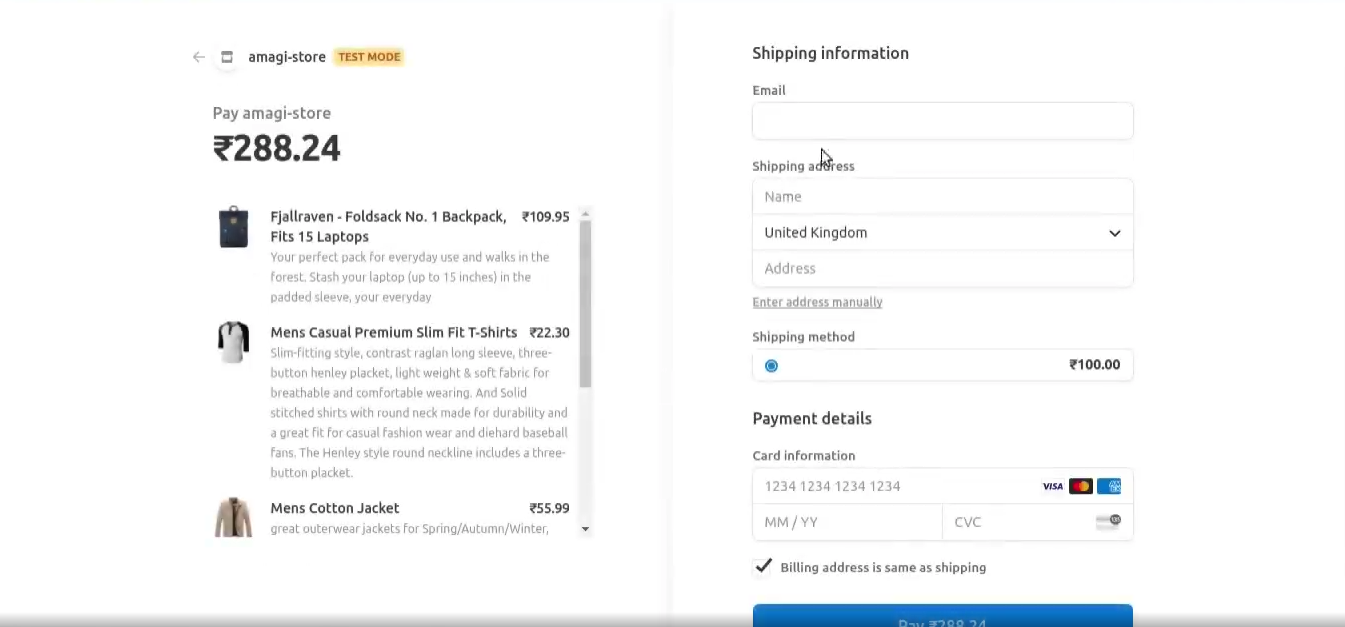 amagi-store TEST MODE
Pay amagi-store
₹288.24
Fjallraven - Foldsack No. 1 Backpack, ₹109.95
Fits 15 Laptops
Your perfect pack for everyday use and walks in the
forest. Stash your laptop (up to 15 inches) in the
padded sleeve, your everyday
Mens Casual Premium Slim Fit T-Shirts ₹22.30
Slim-fitting style, contrast raglan long sleeve, three-
button henley placket, light weight & soft fabric for
breathable and comfortable wearing. And Solid
stitched shirts with round neck made for durability and
a great fit for casual fashion wear and diehard baseball
fans. The Henley style round neckline includes a three-
button placket.
Mens Cotton Jacket ₹55.99
great outerwear jackets for Spring/Autumn/Winter,
Shipping information
Email
Shipping address
Name
United Kingdom
Address
Enter address manually
Shipping method
₹100.00
Payment details
Card information
1234 1234 1234 1234 VISA
MM / YY CVC
Billing address is same as shipping
Pay ₹288.24